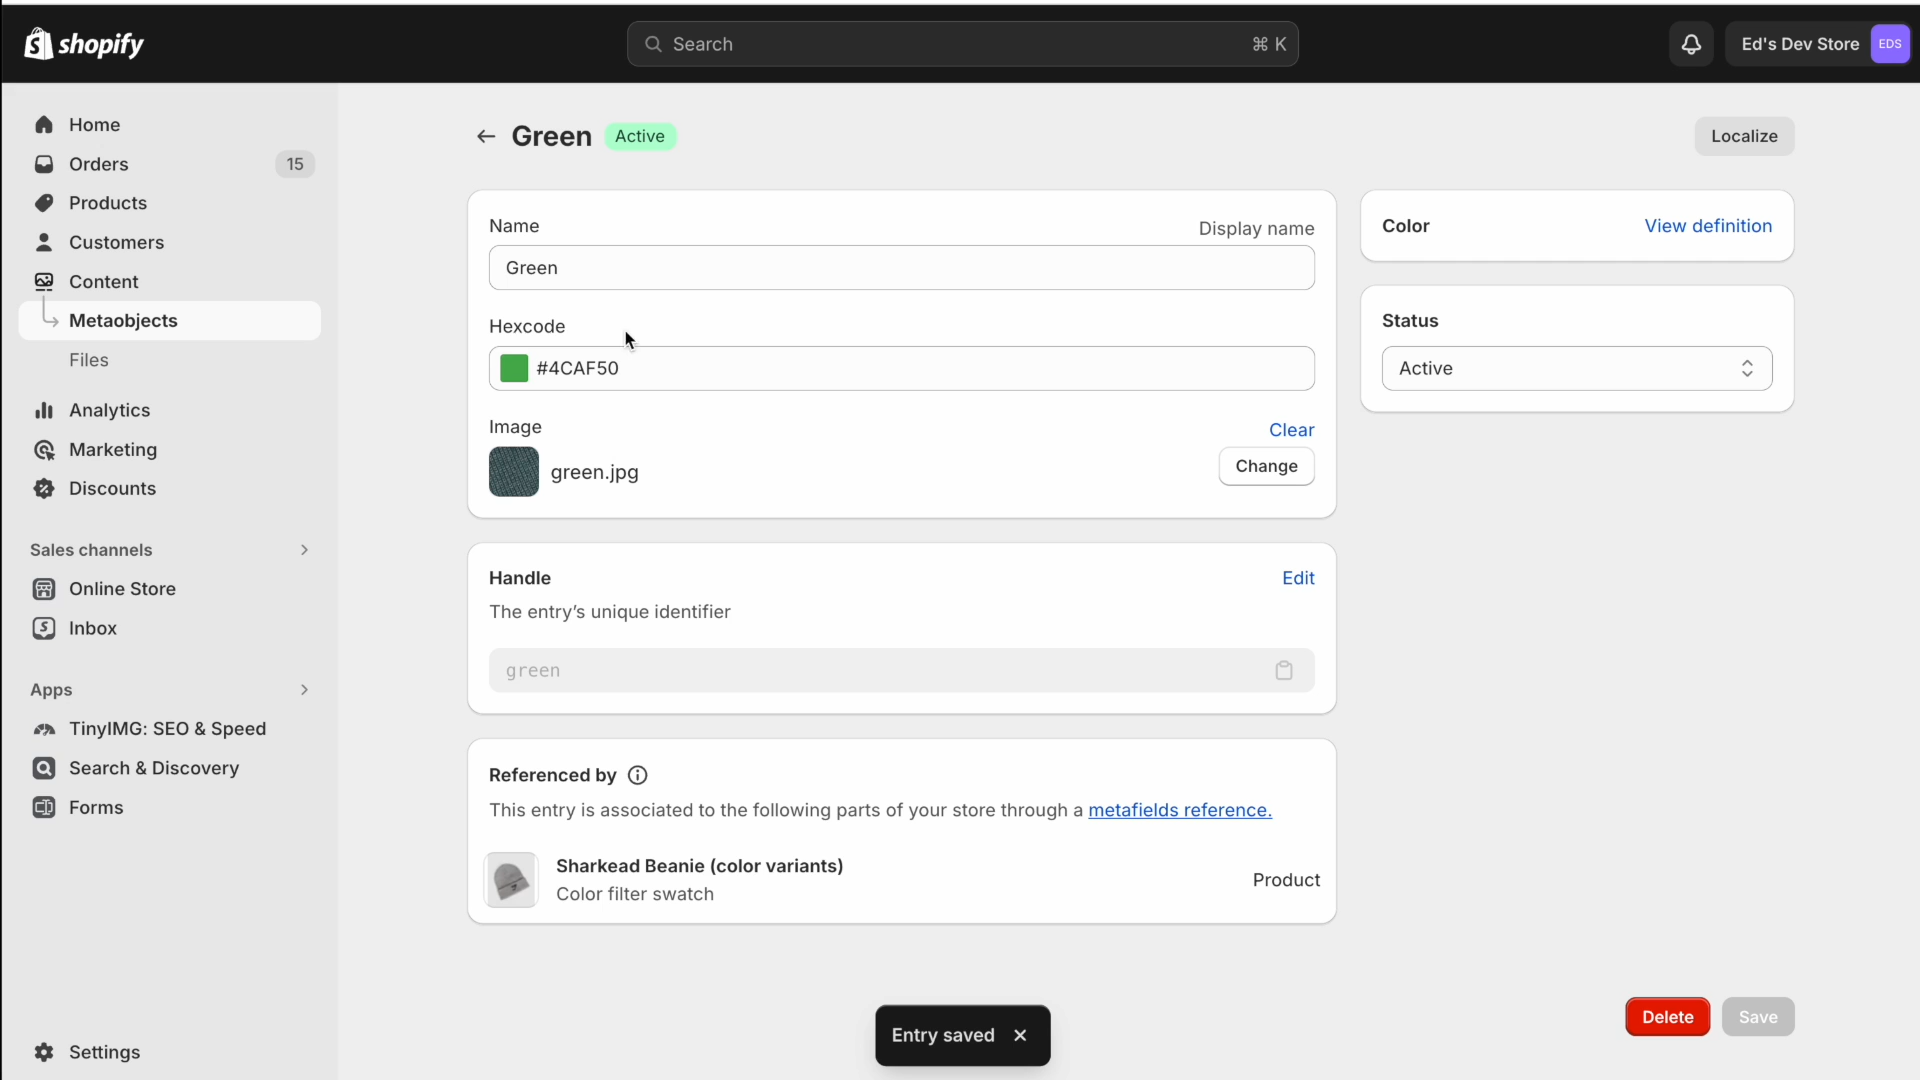 shopify
Search
⌘ K
Ed's Dev Store
EDS
Home
Orders
15
Products
Customers
Content
Metaobjects
Files
Analytics
Marketing
Discounts
Sales channels
Online Store
Inbox
Apps
TinyIMG: SEO & Speed
Search & Discovery
Forms
Settings
Green
Active
Localize
Name
Display name
Green
Hexcode
#4CAF50
Image
Clear
green.jpg
Change
Handle
Edit
The entry’s unique identifier
green
Referenced by
This entry is associated to the following parts of your store through a metafields reference.
Sharkead Beanie (color variants)
Color filter swatch
Product
Color
View definition
Status
Active
Delete
Save
Entry saved